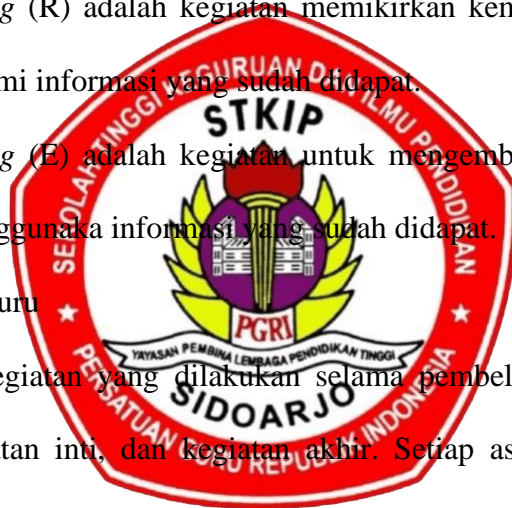 g (R) adalah kegiatan memikirkan kem
mi informasi yang sudah didapat.
g (E) adalah kegiatan untuk mengemb
ggunaka informasi yang sudah didapat.
uru
egiatan yang dilakukan selama pembel
atan inti, dan kegiatan akhir. Setiap as
SEKOLAH TINGGI KEGURUAN DAN ILMU PENDIDIKAN
STKIP
PGRI
YAYASAN PEMBINA LEMBAGA PENDIDIKAN TINGGI
SIDOARJO
PERSATUAN GURU REPUBLIK INDONESIA